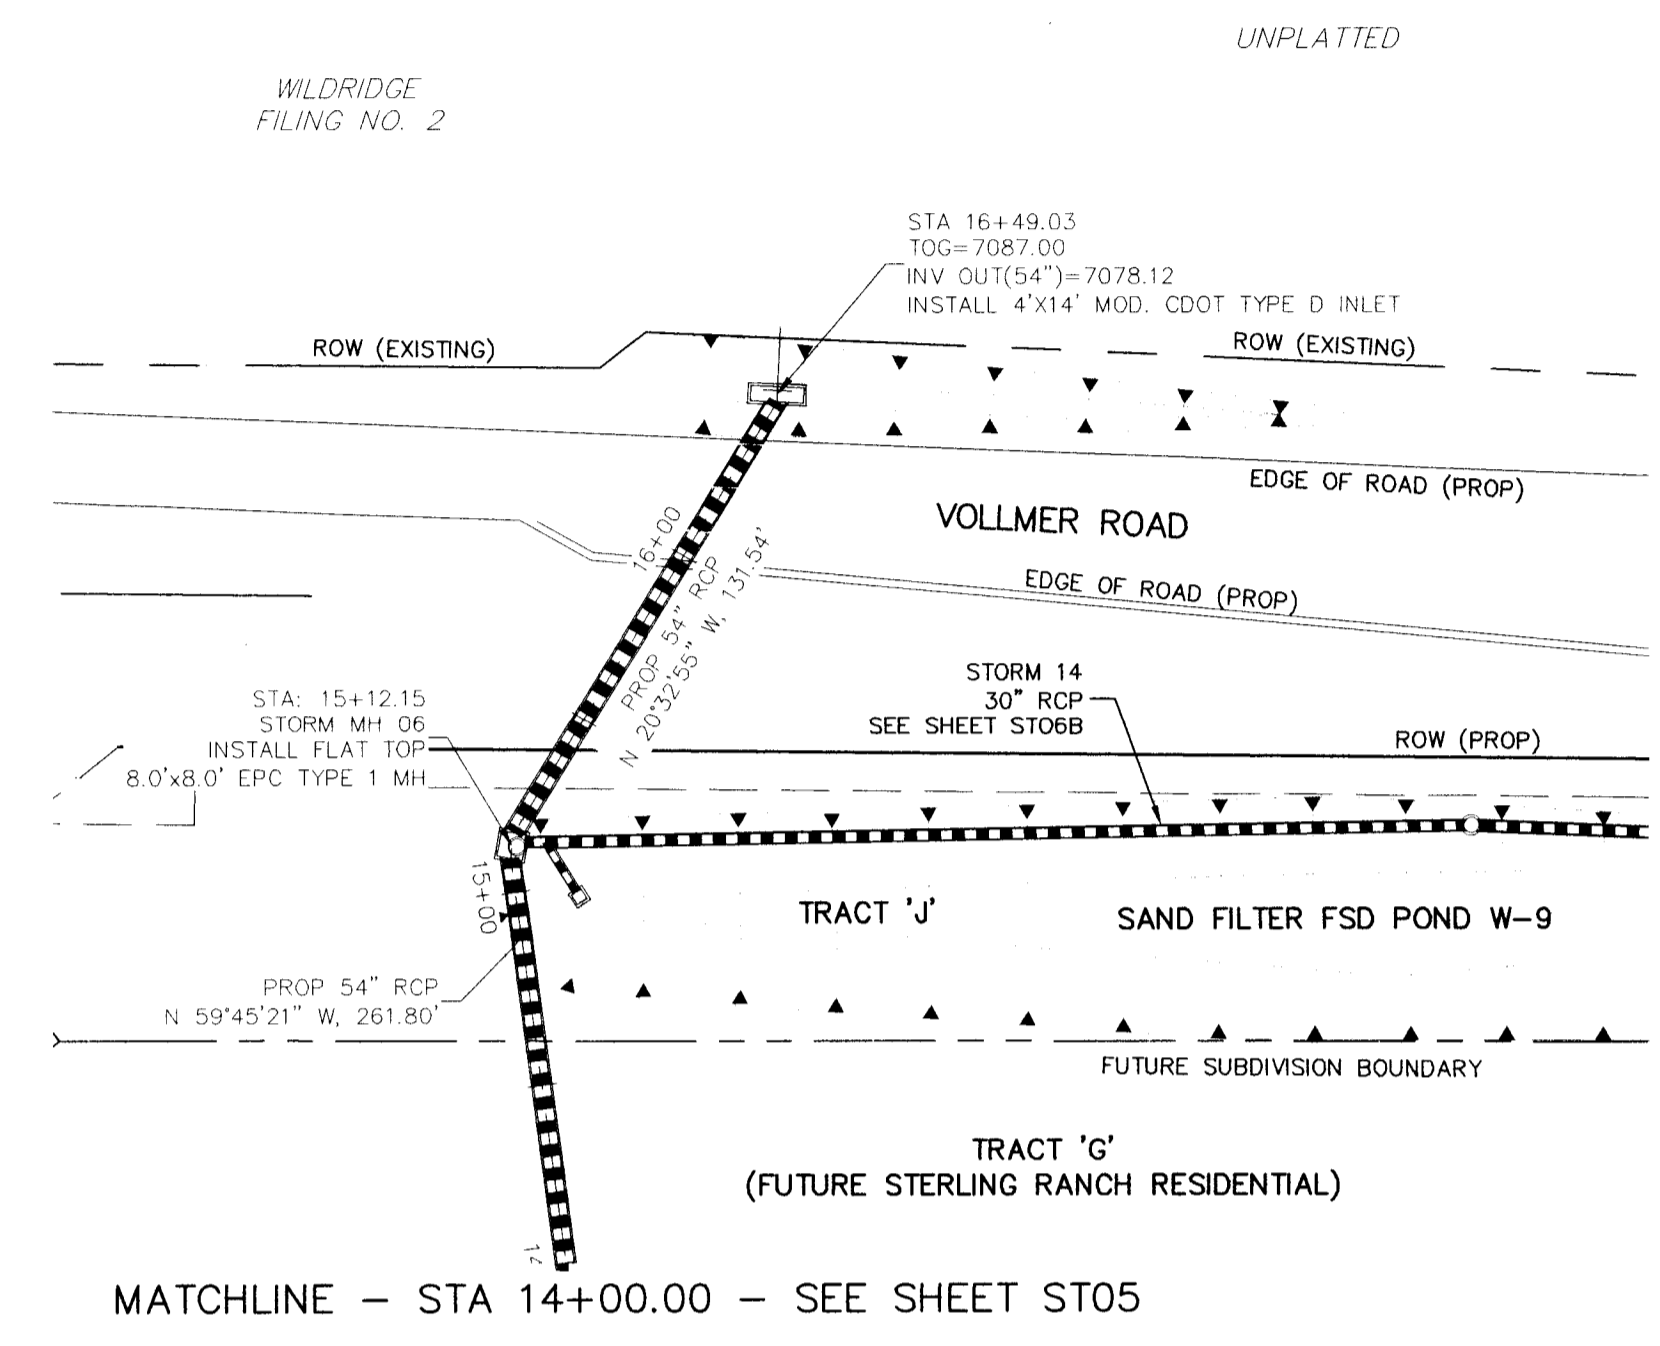 UNPLATTED
WILDRIDGE
FILING NO. 2
STA 16+49.03
TOG=7087.00
INV OUT(54")=7078.12
INSTALL 4'X14' MOD. CDOT TYPE D INLET
ROW (EXISTING)
ROW (EXISTING)
EDGE OF ROAD (PROP)
VOLLMER ROAD
16+00
EDGE OF ROAD (PROP)
PROP 54" RCP
N 20°32'55" W, 131.54'
STORM 14
30" RCP
SEE SHEET ST06B
STA: 15+12.15
STORM MH 06
INSTALL FLAT TOP
8.0'x8.0' EPC TYPE 1 MH
ROW (PROP)
15+00
TRACT 'J'
SAND FILTER FSD POND W-9
PROP 54" RCP
N 59°45'21" W, 261.80'
FUTURE SUBDIVISION BOUNDARY
TRACT 'G'
(FUTURE STERLING RANCH RESIDENTIAL)
MATCHLINE - STA 14+00.00 - SEE SHEET ST05